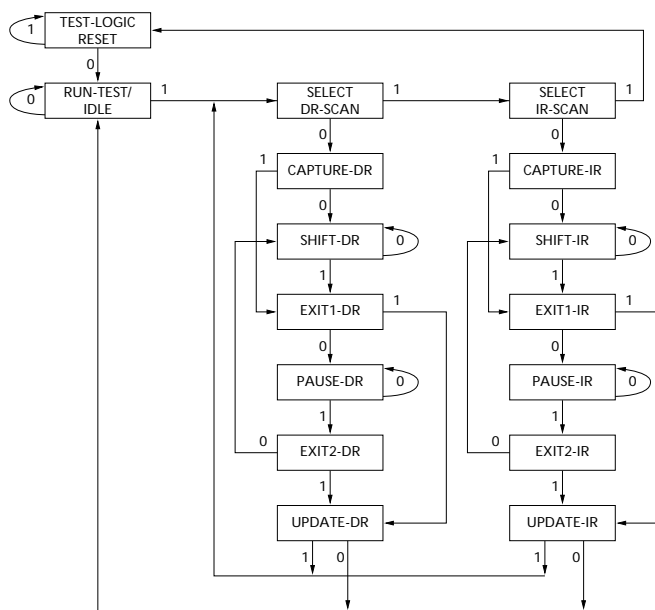 TEST-LOGIC
RESET
1
0
RUN-TEST/
IDLE
0
1
SELECT
DR-SCAN
1
SELECT
IR-SCAN
1
0
0
1
CAPTURE-DR
1
CAPTURE-IR
0
0
SHIFT-DR
0
SHIFT-IR
0
1
1
EXIT1-DR
1
EXIT1-IR
1
0
0
PAUSE-DR
0
PAUSE-IR
0
1
1
0
EXIT2-DR
0
EXIT2-IR
1
1
UPDATE-DR
UPDATE-IR
1
0
1
0